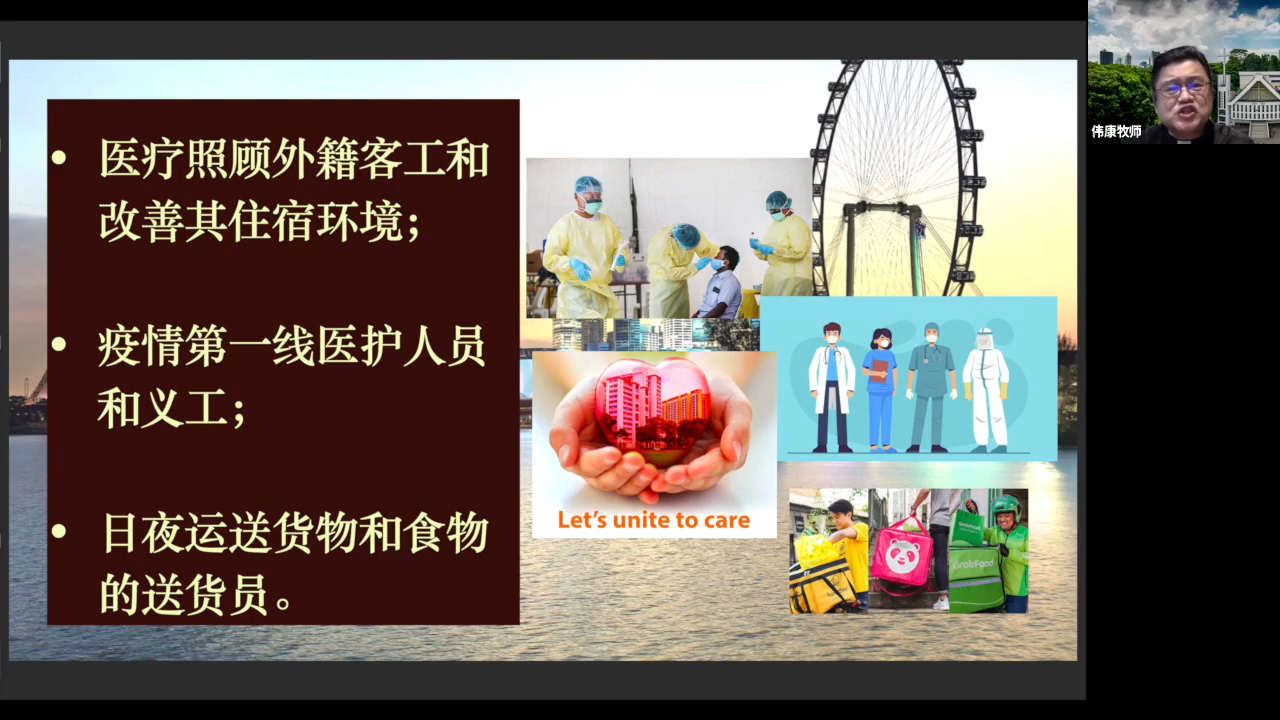 医疗照顾外籍客工和
改善其住宿环境；
疫情第一线医护人员
和义工；
日夜运送货物和食物
的送货员。
Let's unite to care
GrabFood
伟康牧师